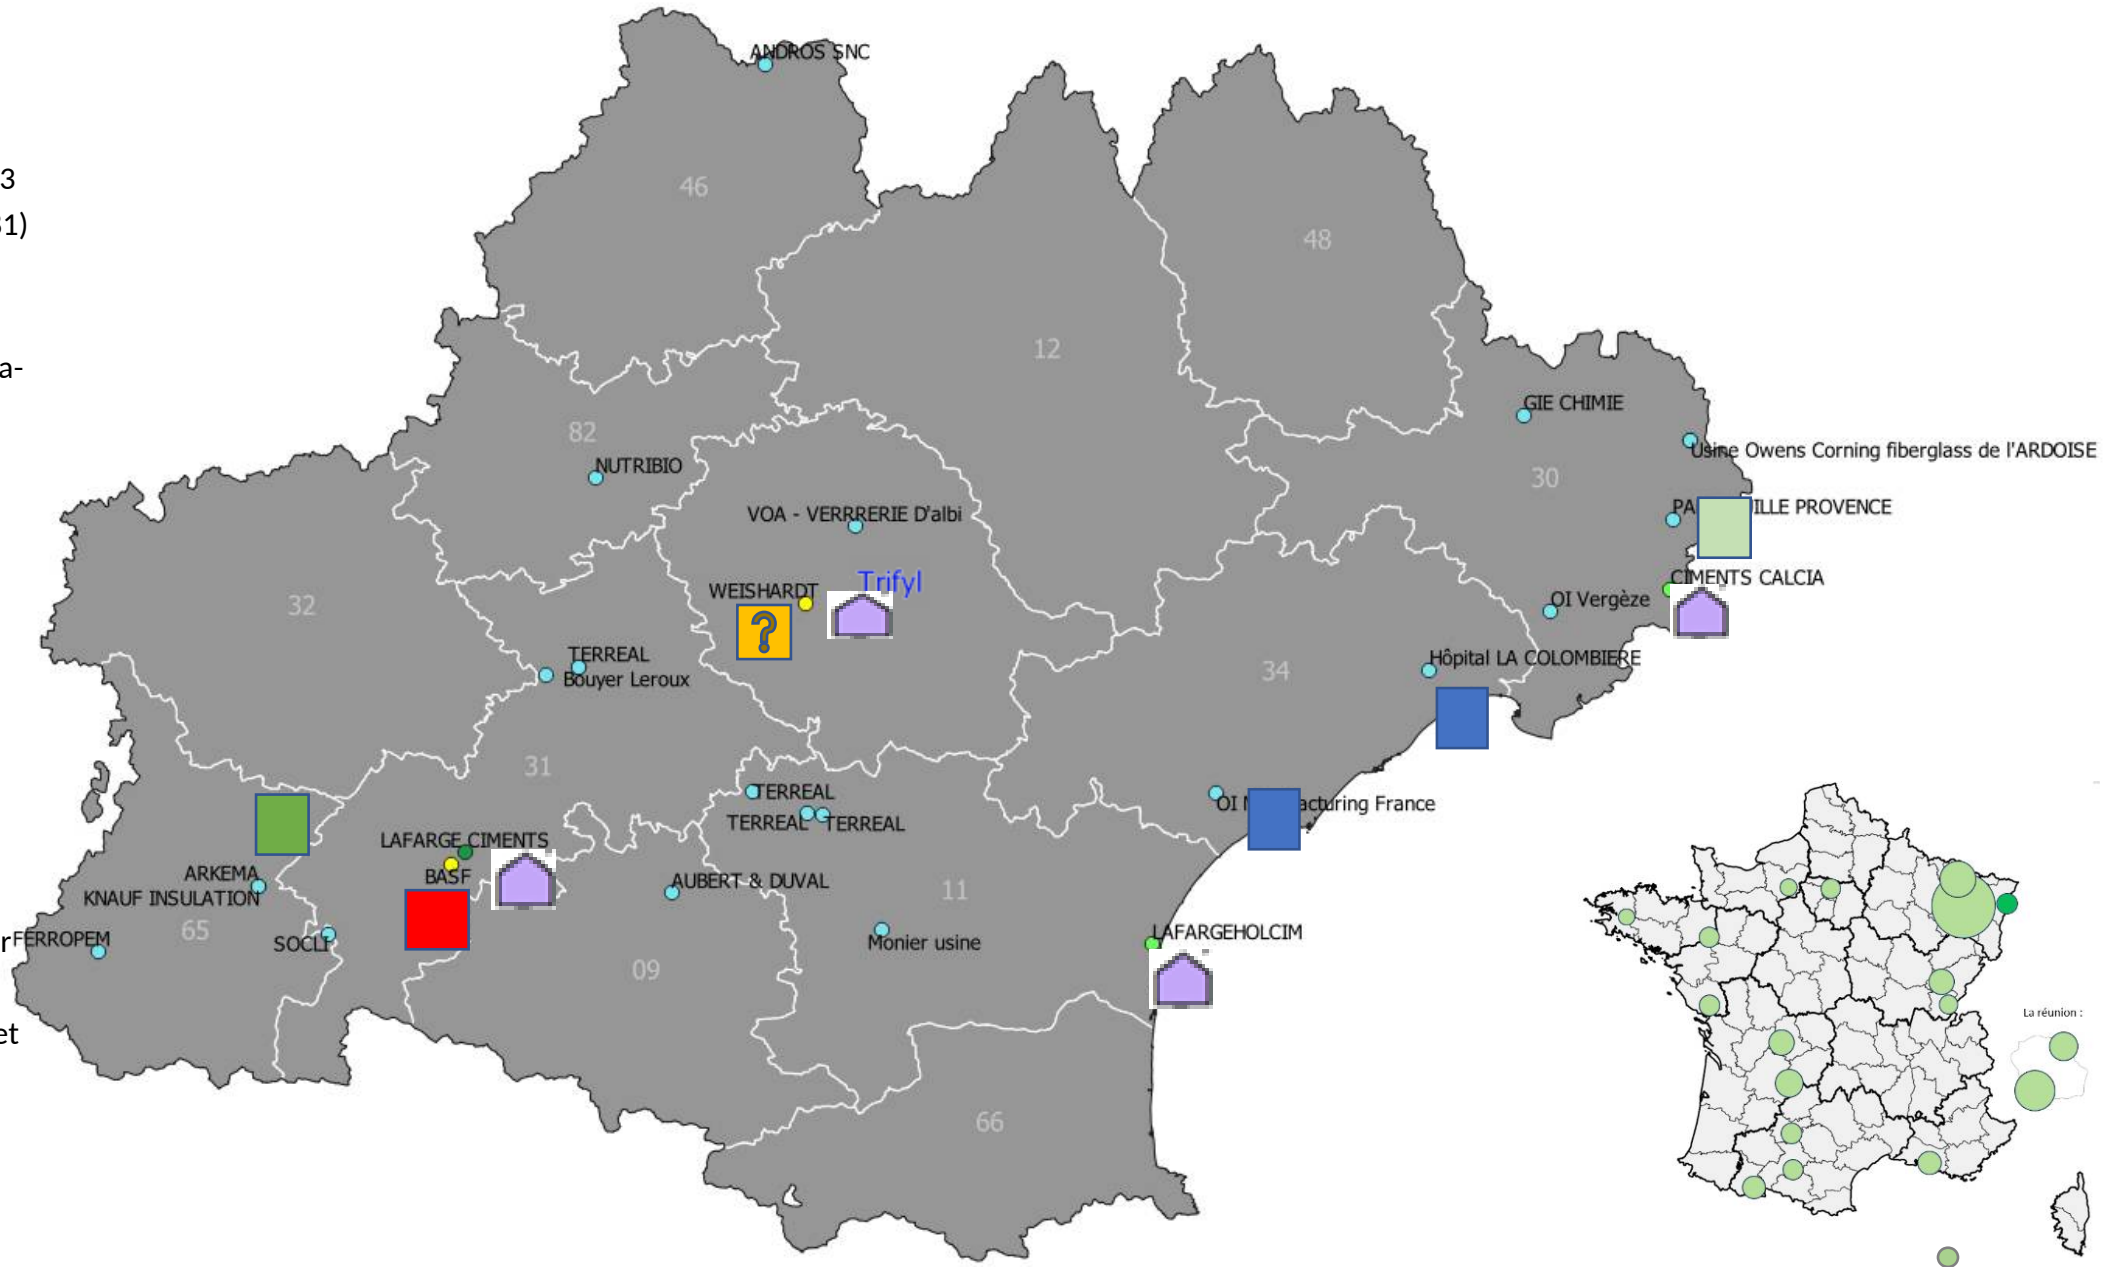 ANDROS SNC
3
46
31)
48
12
a-
GIE CHIMIE
82
Usine Owens Corning fiberglass de l'ARDOISE
NUTRIBIO
30
PA ILLE PROVENCE
VOA - VERRRERIE D'albi
CIMENTS CALCIA
Trifyl
WEISHARDT
OI Vergèze
32
?
TERREAL
Hôpital LA COLOMBIERE
34
Bouyer Leroux
31
TERREAL
OI M acturing France
TERREAL TERREAL
LAFARGE CIMENTS
ARKEMA
BASF
AUBERT & DUVAL
11
KNAUF INSULATION
65
LAFARGEHOLCIM
r
FERROPEM
SOCLI
Monier usine
09
La réunion :
et
66